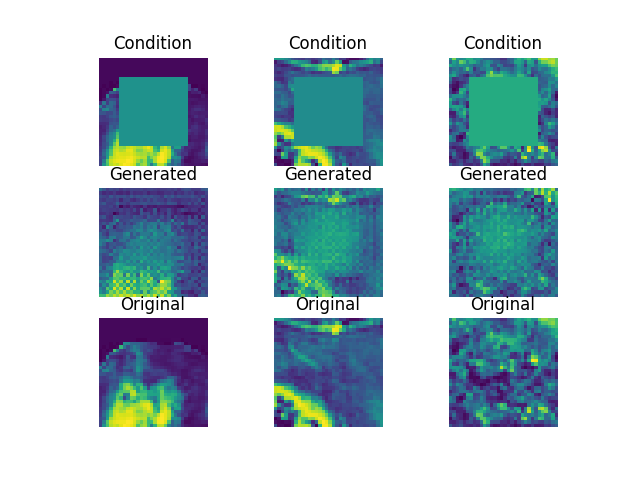 Condition Condition Condition
Generated Generated Generated
Original Original Original